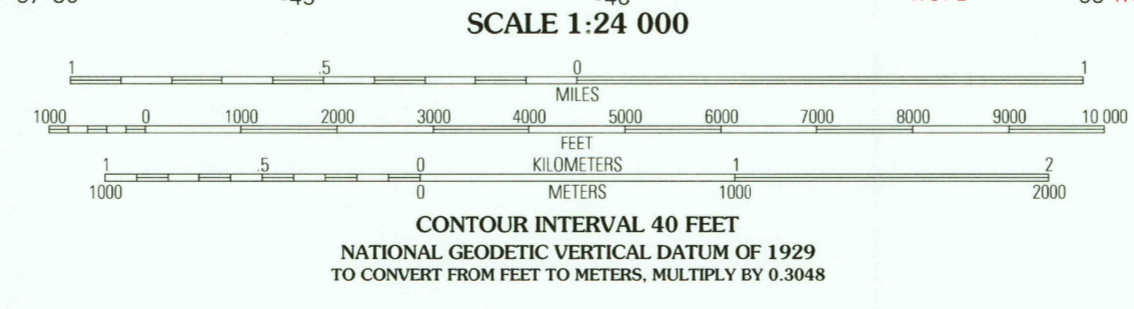 SCALE 1:24 000
1 .5 0 1
MILES
1000 0 1000 2000 3000 4000 5000 6000 7000 8000 9000 10 000
FEET
1 .5 0 KILOMETERS 1 2
1000 0 METERS 1000 2000
CONTOUR INTERVAL 40 FEET
NATIONAL GEODETIC VERTICAL DATUM OF 1929
TO CONVERT FROM FEET TO METERS, MULTIPLY BY 0.3048